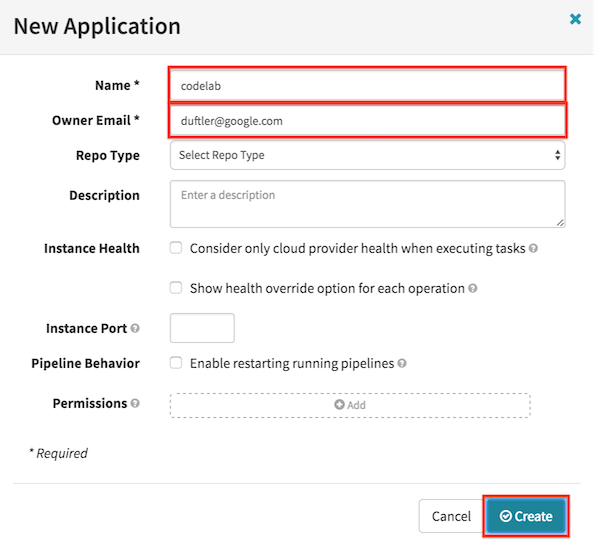 New Application
Name *
codelab
Owner Email *
duftler@google.com
Repo Type
Select Repo Type
Description
Enter a description
Instance Health
Consider only cloud provider health when executing tasks
Show health override option for each operation
Instance Port
Pipeline Behavior
Enable restarting running pipelines
Permissions
Add
* Required
Cancel
Create